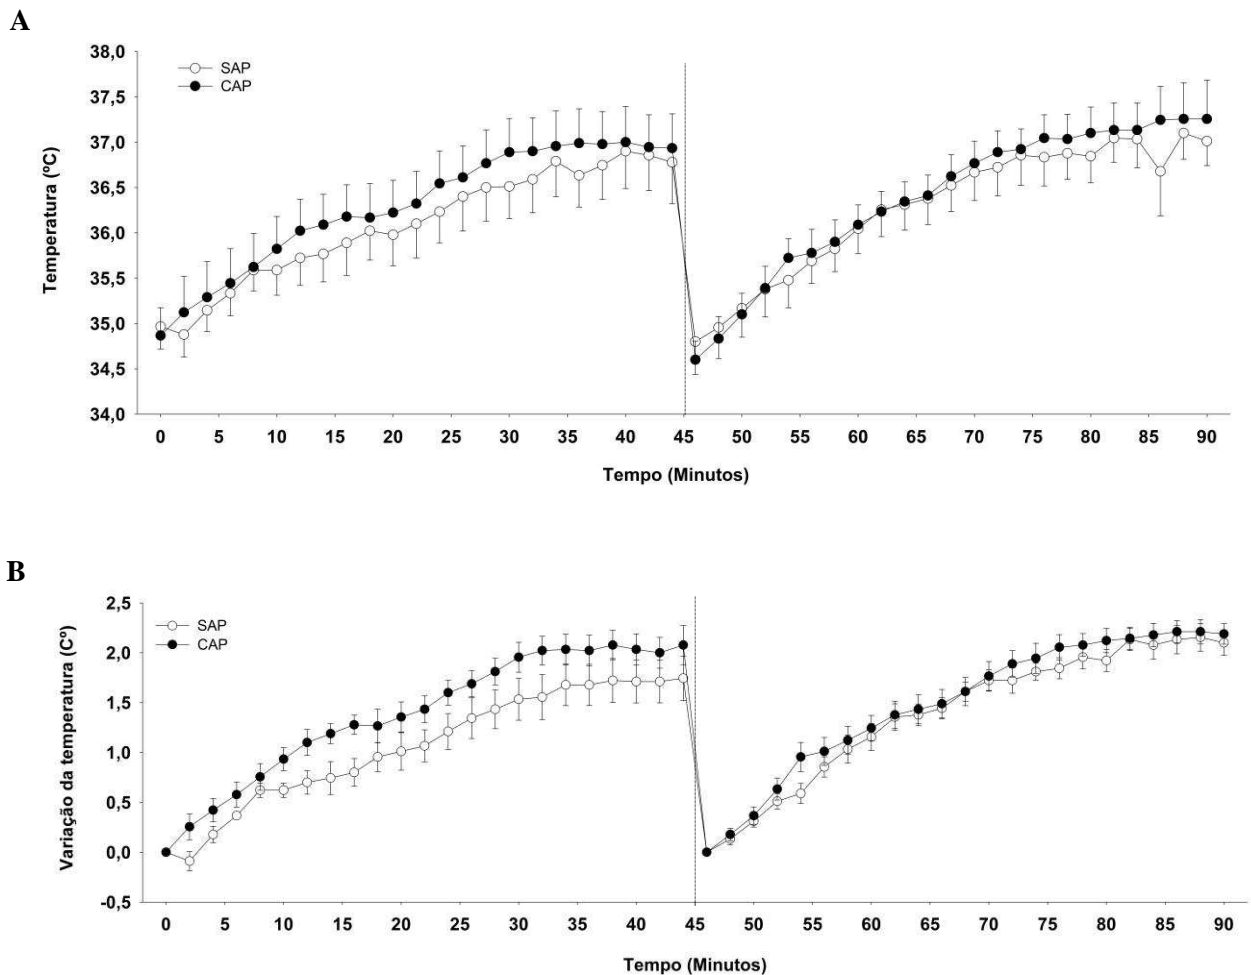 A
38,0
37,5
37,0
36,5
36,0
35,5
35,0
34,5
34,0
Temperatura (ºC)
SAP
CAP
0 5 10 15 20 25 30 35 40 45 50 55 60 65 70 75 80 85 90
Tempo (Minutos)
B
2,5
2,0
1,5
1,0
0,5
0,0
-0,5
Variação da temperatura (Cº)
SAP
CAP
0 5 10 15 20 25 30 35 40 45 50 55 60 65 70 75 80 85 90
Tempo (Minutos)